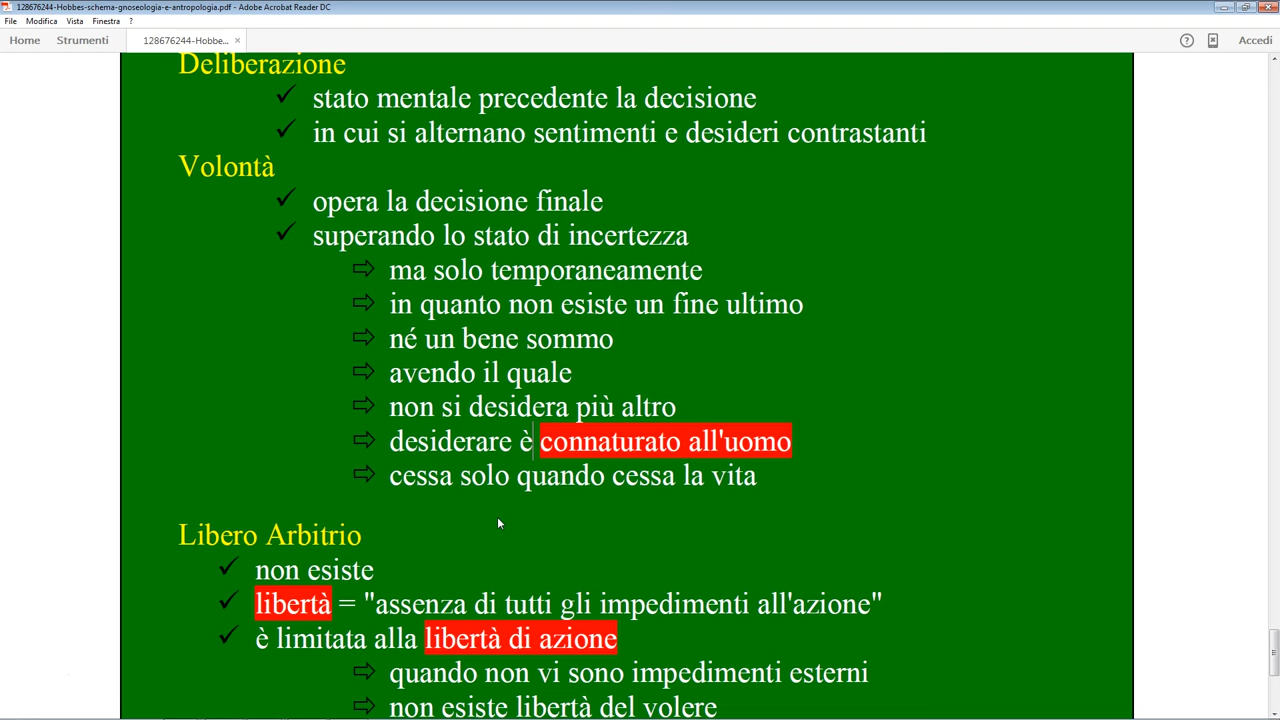 128676244-Hobbes-schema-gnoseologia-e-antropologia.pdf - Adobe Acrobat Reader DC
File Modifica Vista Finestra ?
Home Strumenti 128676244-Hobbe... × Accedi
Deliberazione
✓ stato mentale precedente la decisione
✓ in cui si alternano sentimenti e desideri contrastanti
Volontà
✓ opera la decisione finale
✓ superando lo stato di incertezza
⇨ ma solo temporaneamente
⇨ in quanto non esiste un fine ultimo
⇨ né un bene sommo
⇨ avendo il quale
⇨ non si desidera più altro
⇨ desiderare è connaturato all'uomo
⇨ cessa solo quando cessa la vita
Libero Arbitrio
✓ non esiste
✓ libertà = "assenza di tutti gli impedimenti all'azione"
✓ è limitata alla libertà di azione
⇨ quando non vi sono impedimenti esterni
⇨ non esiste libertà del volere